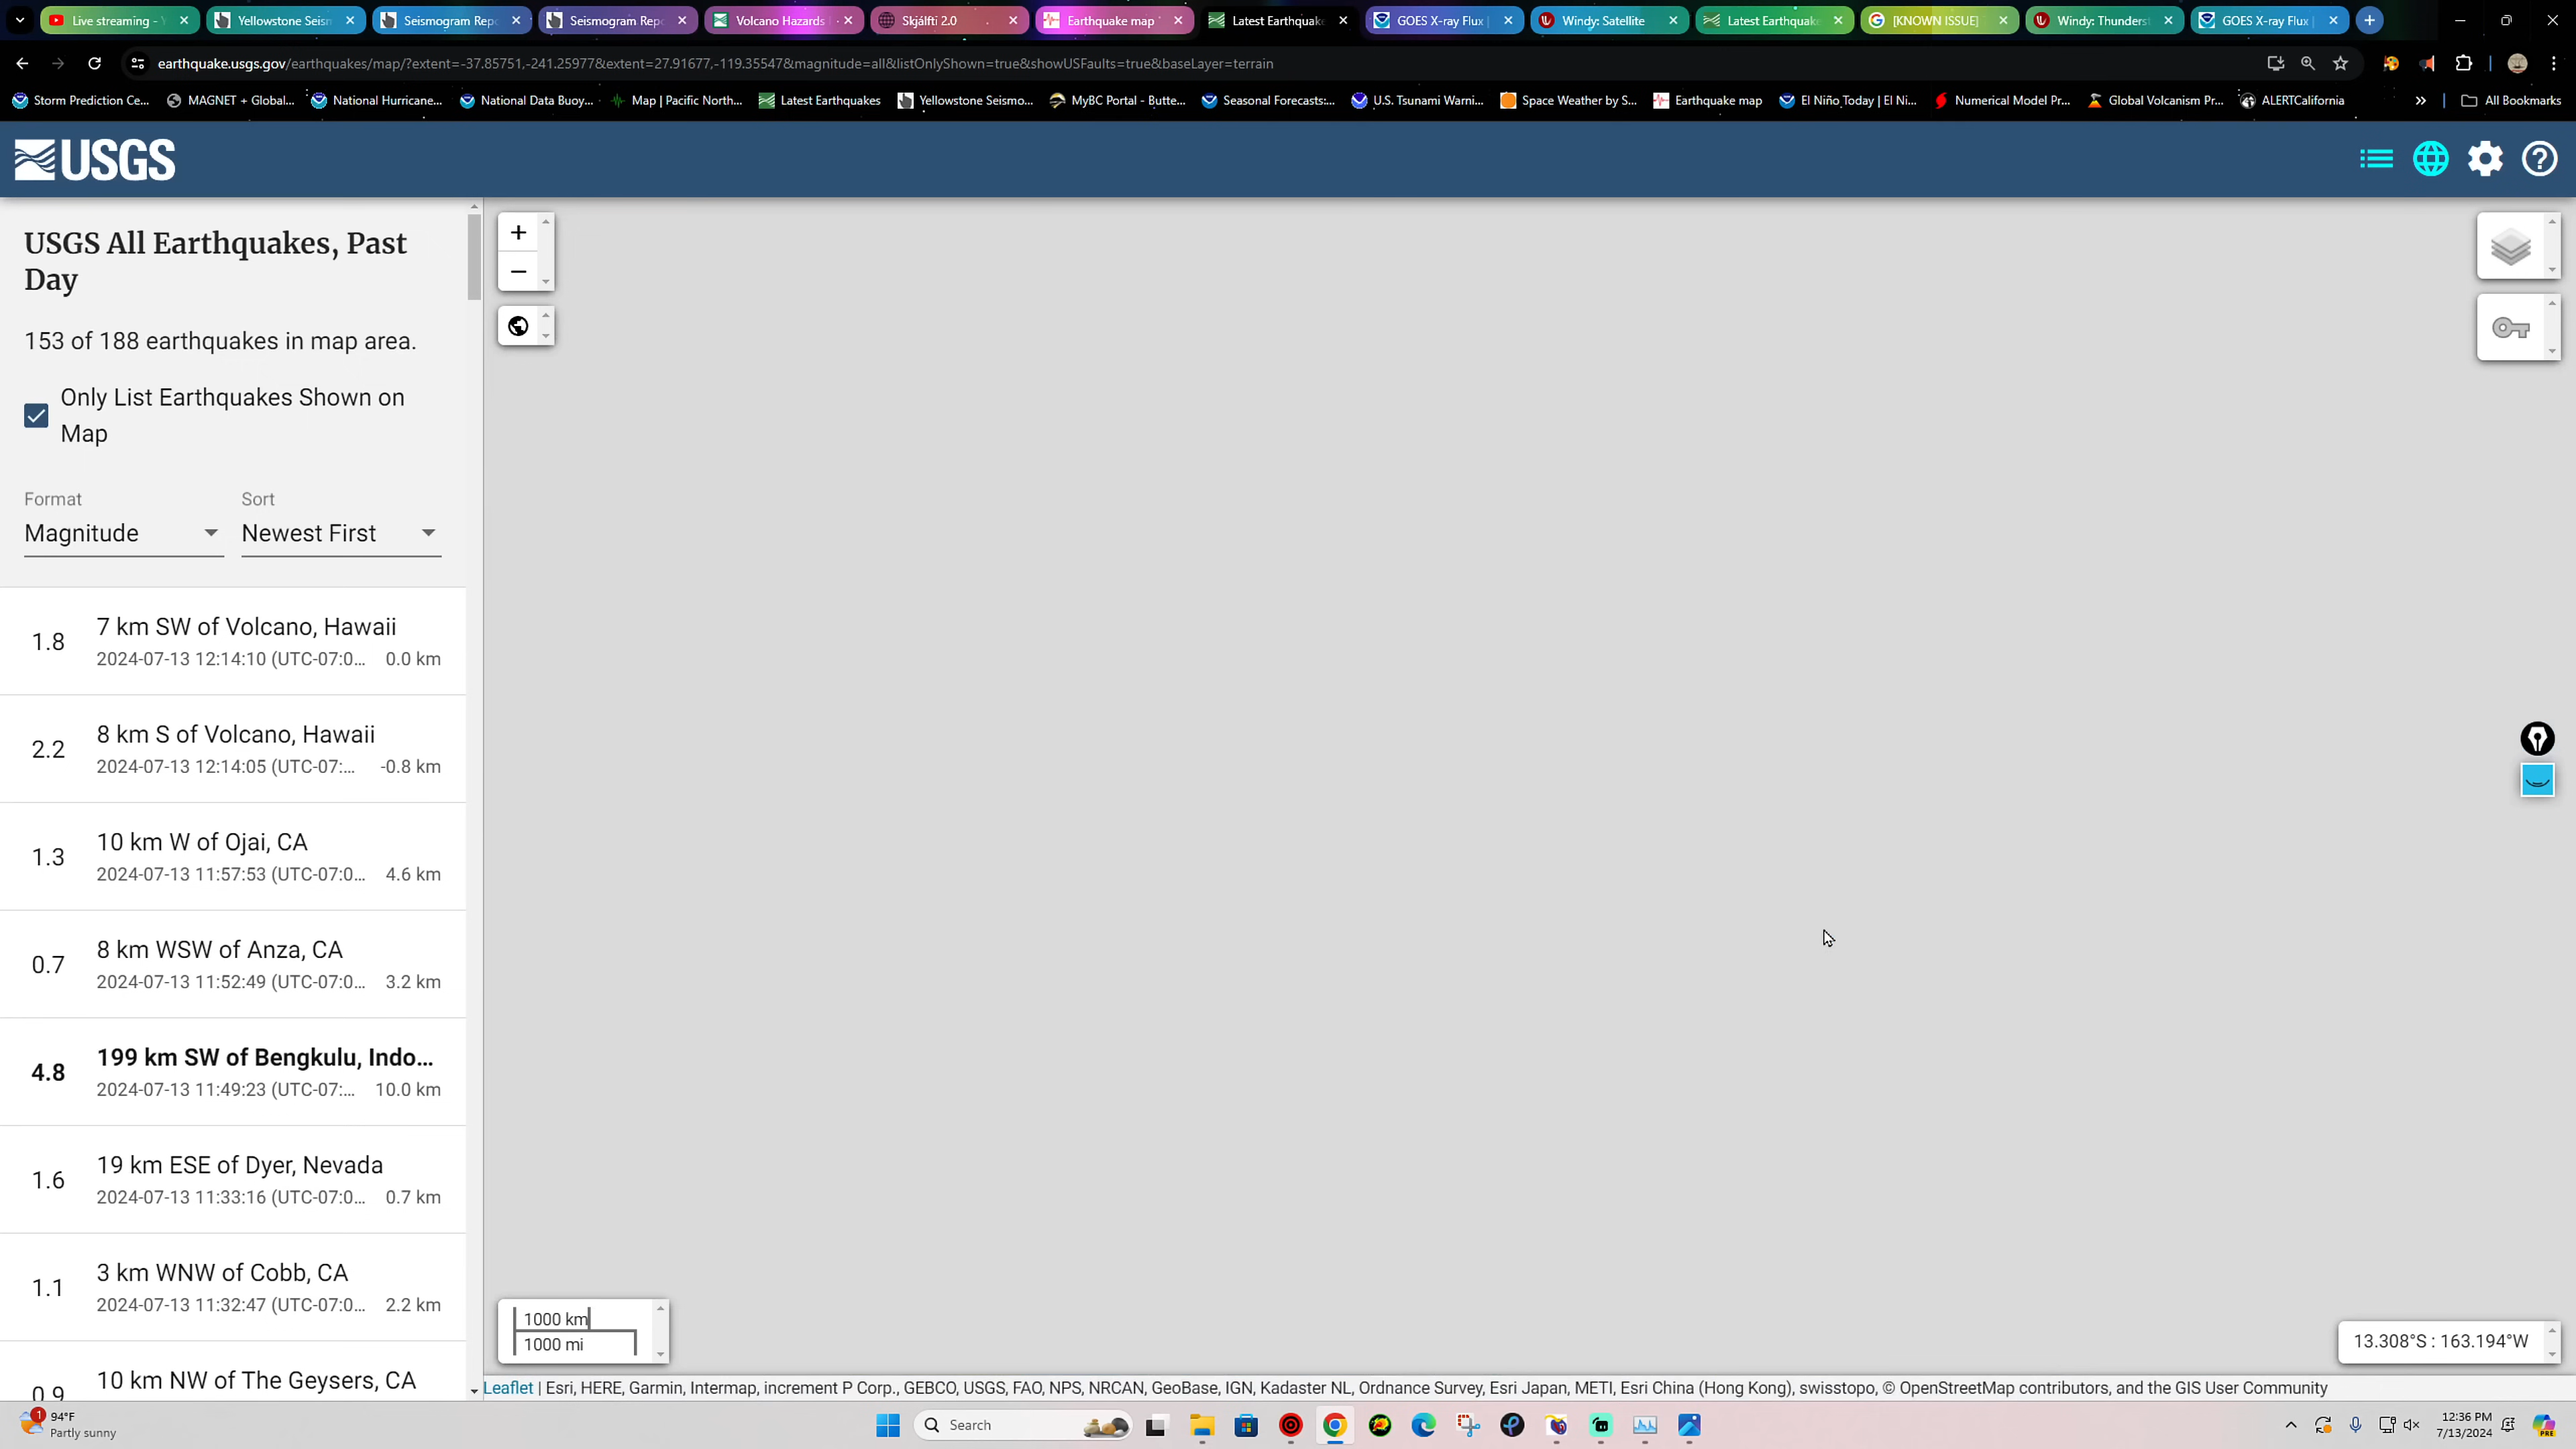 Live streaming - Y
Yellowstone Seism
Seismogram Repo
Seismogram Repo
Volcano Hazards
Skjálfti 2.0
Earthquake map
Latest Earthquake
GOES X-ray Flux |
Windy: Satellite
Latest Earthquake
[KNOWN ISSUE]
Windy: Thunderst
GOES X-ray Flux |
earthquake.usgs.gov/earthquakes/map/?extent=-37.85751,-241.25977&extent=27.91677,-119.35547&magnitude=all&listOnlyShown=true&showUSFaults=true&baseLayer=terrain
Storm Prediction Ce...
MAGNET + Global...
National Hurricane...
National Data Buoy...
Map | Pacific North...
Latest Earthquakes
Yellowstone Seismo...
MyBC Portal - Butte...
Seasonal Forecasts:...
U.S. Tsunami Warni...
Space Weather by S...
Earthquake map
El Niño Today | El Ni...
Numerical Model Pr...
Global Volcanism Pr...
ALERTCalifornia
All Bookmarks
USGS
USGS All Earthquakes, Past
Day
153 of 188 earthquakes in map area.
Only List Earthquakes Shown on
Map
Format
Sort
Magnitude
Newest First
1.8
7 km SW of Volcano, Hawaii
2024-07-13 12:14:10 (UTC-07:0... 0.0 km
2.2
8 km S of Volcano, Hawaii
2024-07-13 12:14:05 (UTC-07:... -0.8 km
1.3
10 km W of Ojai, CA
2024-07-13 11:57:53 (UTC-07:0... 4.6 km
0.7
8 km WSW of Anza, CA
2024-07-13 11:52:49 (UTC-07:0... 3.2 km
4.8
199 km SW of Bengkulu, Indo...
2024-07-13 11:49:23 (UTC-07:... 10.0 km
1.6
19 km ESE of Dyer, Nevada
2024-07-13 11:33:16 (UTC-07:0... 0.7 km
1.1
3 km WNW of Cobb, CA
2024-07-13 11:32:47 (UTC-07:0... 2.2 km
0.9
10 km NW of The Geysers, CA
+
−
1000 km
1000 mi
13.308°S : 163.194°W
Leaflet | Esri, HERE, Garmin, Intermap, increment P Corp., GEBCO, USGS, FAO, NPS, NRCAN, GeoBase, IGN, Kadaster NL, Ordnance Survey, Esri Japan, METI, Esri China (Hong Kong), swisstopo, © OpenStreetMap contributors, and the GIS User Community
1
94°F
Partly sunny
Search
12:36 PM
7/13/2024
PRE